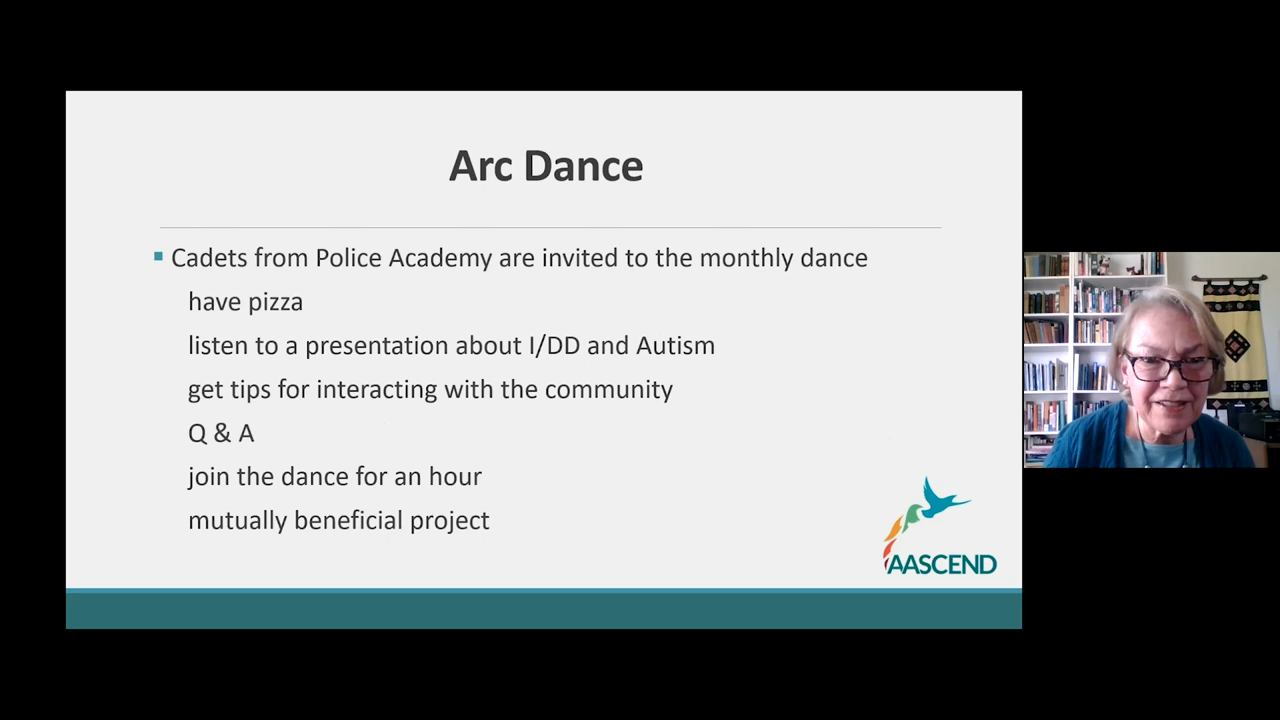 Arc Dance
▪ Cadets from Police Academy are invited to the monthly dance
have pizza
listen to a presentation about I/DD and Autism
get tips for interacting with the community
Q & A
join the dance for an hour
mutually beneficial project
AASCEND